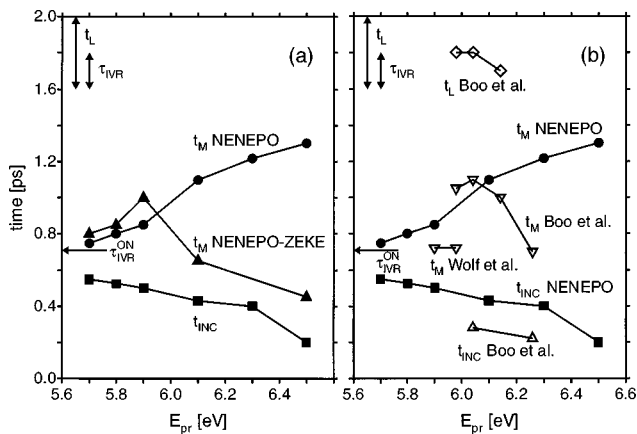 2.0
1.6
1.2
0.8
0.4
0.0
time [ps]
t_L
τ_IVR
(a)
t_M NENEPO
t_M NENEPO-ZEKE
τ_IVR^ON
t_INC
5.6 5.8 6.0 6.2 6.4
E_pr [eV]
t_L
τ_IVR
(b)
t_L Boo et al.
t_M NENEPO
t_M Boo et al.
τ_IVR^ON
t_M Wolf et al.
t_INC NENEPO
t_INC Boo et al.
5.6 5.8 6.0 6.2 6.4 6.6
E_pr [eV]